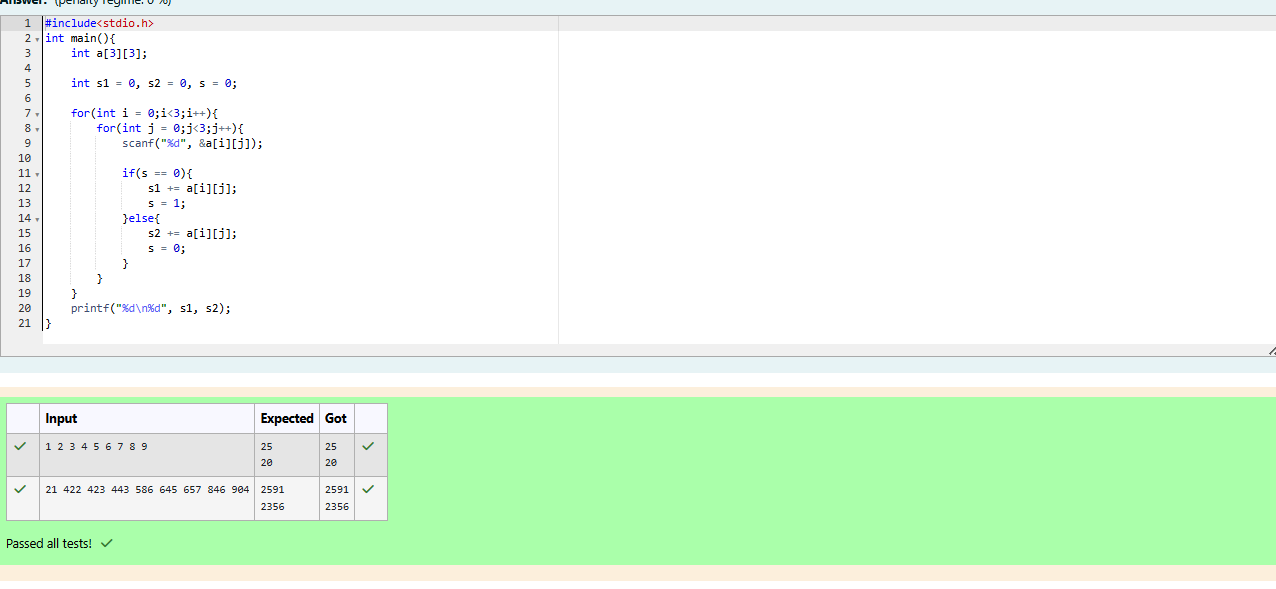 Answer: (penalty regime: 0 %)
1 #include<stdio.h>
2 int main(){
3     int a[3][3];
4
5     int s1 = 0, s2 = 0, s = 0;
6
7     for(int i = 0;i<3;i++){
8         for(int j = 0;j<3;j++){
9             scanf("%d", &a[i][j]);
10
11             if(s == 0){
12                 s1 += a[i][j];
13                 s = 1;
14             }else{
15                 s2 += a[i][j];
16                 s = 0;
17             }
18         }
19     }
20     printf("%d\n%d", s1, s2);
21 }
Input Expected Got
1 2 3 4 5 6 7 8 9 25 25
20 20
21 422 423 443 586 645 657 846 904 2591 2591
2356 2356
Passed all tests!